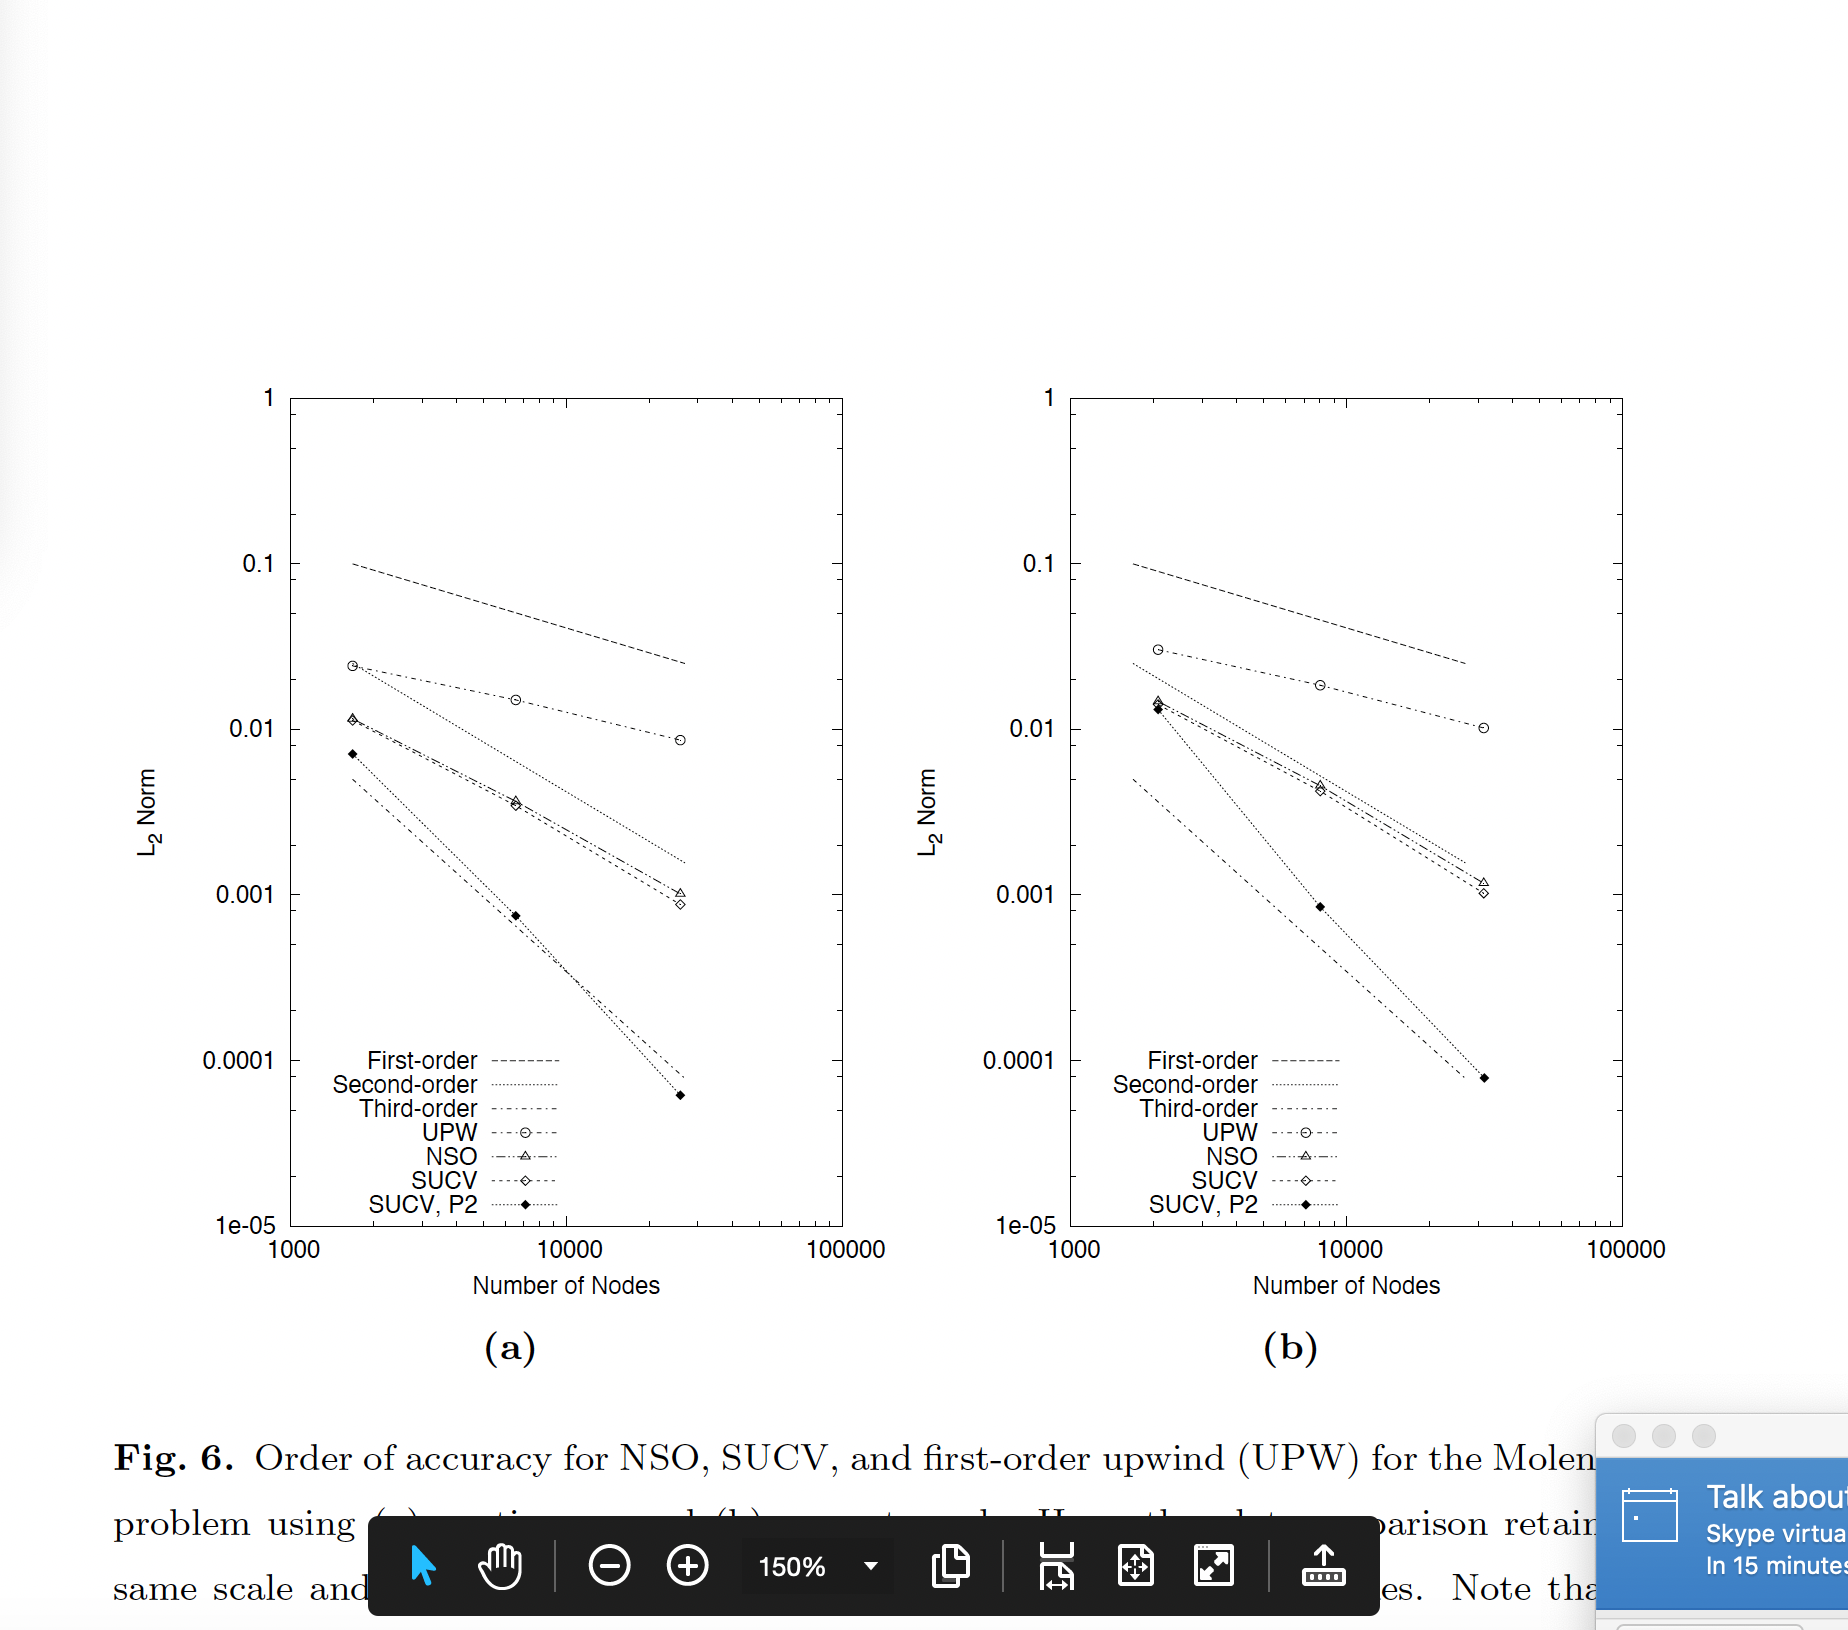 1
0.1
0.01
0.001
0.0001
1e-05
1000
10000
100000
L2 Norm
Number of Nodes
First-order
Second-order
Third-order
UPW
NSO
SUCV
SUCV, P2
(a)
1
0.1
0.01
0.001
0.0001
1e-05
1000
10000
100000
L2 Norm
Number of Nodes
First-order
Second-order
Third-order
UPW
NSO
SUCV
SUCV, P2
(b)
Fig. 6. Order of accuracy for NSO, SUCV, and first-order upwind (UPW) for the Molen
problem using
parison retain
same scale and
es. Note tha
150%
Talk about
Skype virtua
In 15 minutes